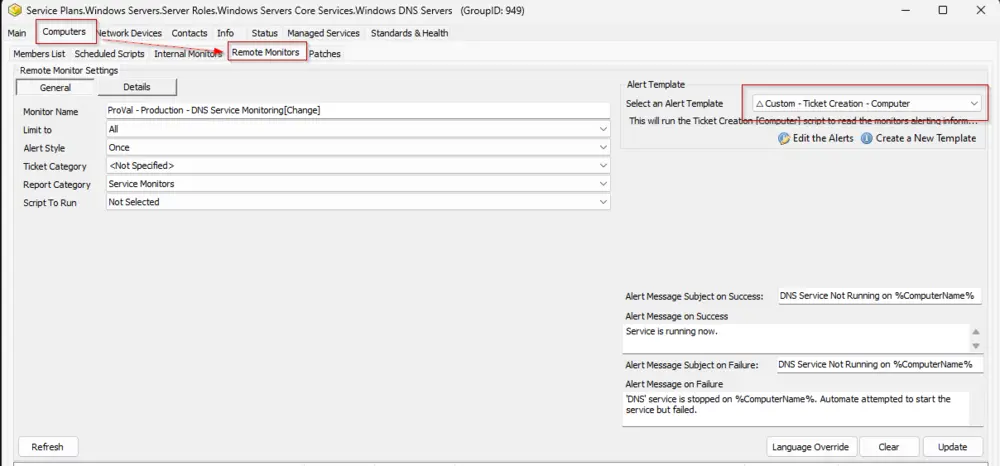 Service Plans.Windows Servers.Server Roles.Windows Servers Core Services.Windows DNS Servers (GroupID: 949)
Main Computers Network Devices Contacts Info Status Managed Services Standards & Health
Members List Scheduled Scripts Internal Monitors Remote Monitors Patches
Remote Monitor Settings
General Details
Monitor Name ProVal - Production - DNS Service Monitoring[Change]
Limit to All
Alert Style Once
Ticket Category <Not Specified>
Report Category Service Monitors
Script To Run Not Selected
Alert Template
Select an Alert Template △ Custom - Ticket Creation - Computer
This will run the Ticket Creation [Computer] script to read the monitors alerting inform...
Edit the Alerts Create a New Template
Alert Message Subject on Success: DNS Service Not Running on %ComputerName%
Alert Message on Success
Service is running now.
Alert Message Subject on Failure: DNS Service Not Running on %ComputerName%
Alert Message on Failure
'DNS' service is stopped on %ComputerName%. Automate attempted to start the
service but failed.
Refresh Language Override Clear Update